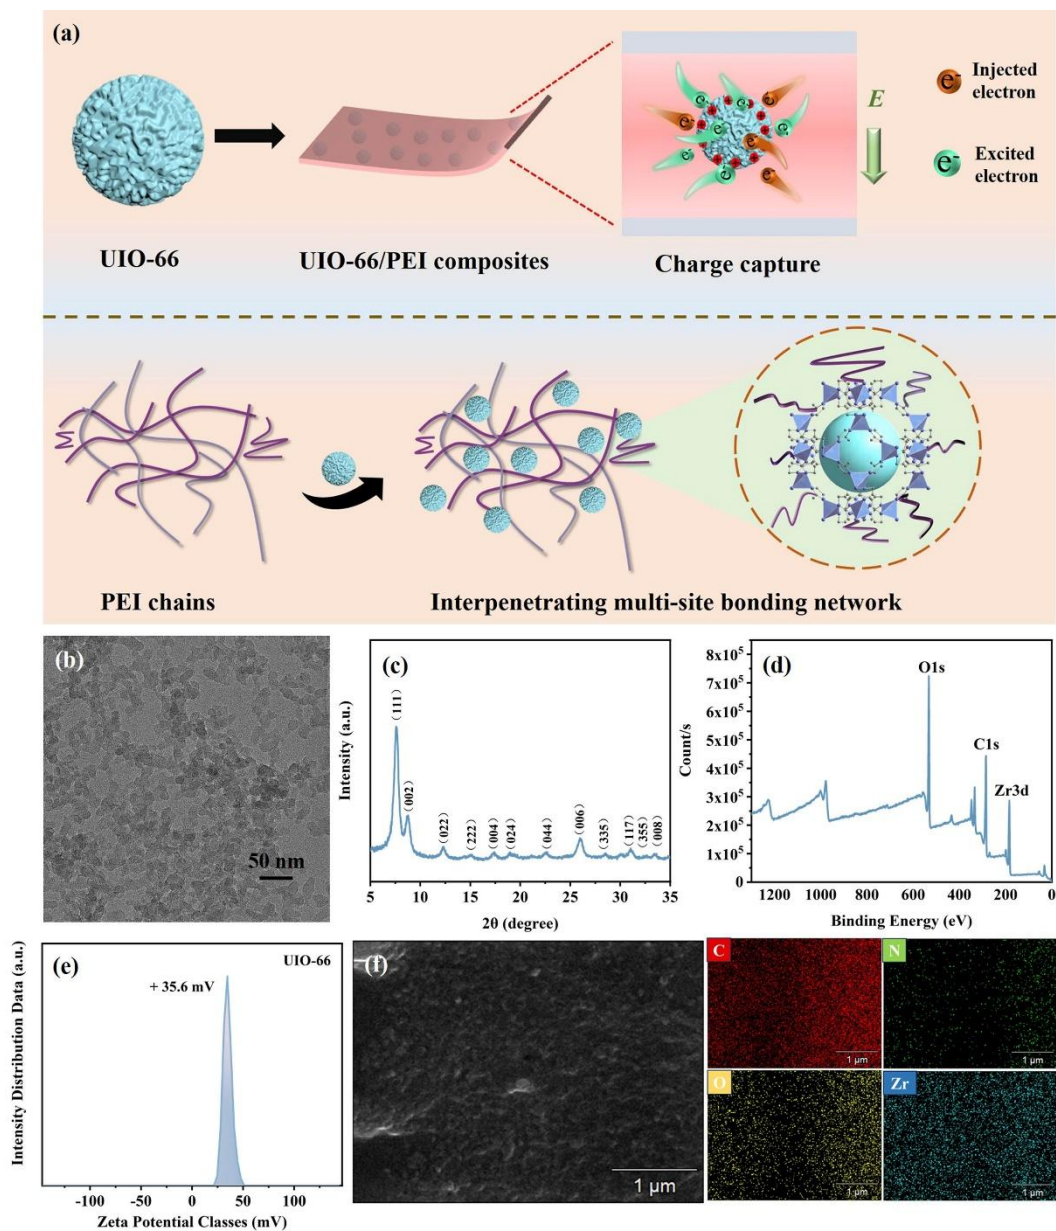 (a)
e⁻ Injected
electron
E
e⁻ Excited
electron
UIO-66
UIO-66/PEI composites
Charge capture
PEI chains
Interpenetrating multi-site bonding network
(b)
50 nm
(c)
Intensity (a.u.)
(111)
(002)
(022)
(222)
(004)
(024)
(044)
(006)
(335)
(117)
(355)
(008)
5 10 15 20 25 30 35
2θ (degree)
(d)
Count/s
8x10⁵
7x10⁵
6x10⁵
5x10⁵
4x10⁵
3x10⁵
2x10⁵
1x10⁵
0
O1s
C1s
Zr3d
1200 1000 800 600 400 200 0
Binding Energy (eV)
(e)
UIO-66
+ 35.6 mV
Intensity Distribution Data (a.u.)
-100 -50 0 50 100
Zeta Potential Classes (mV)
(f)
1 μm
C
1 μm
N
1 μm
O
1 μm
Zr
1 μm